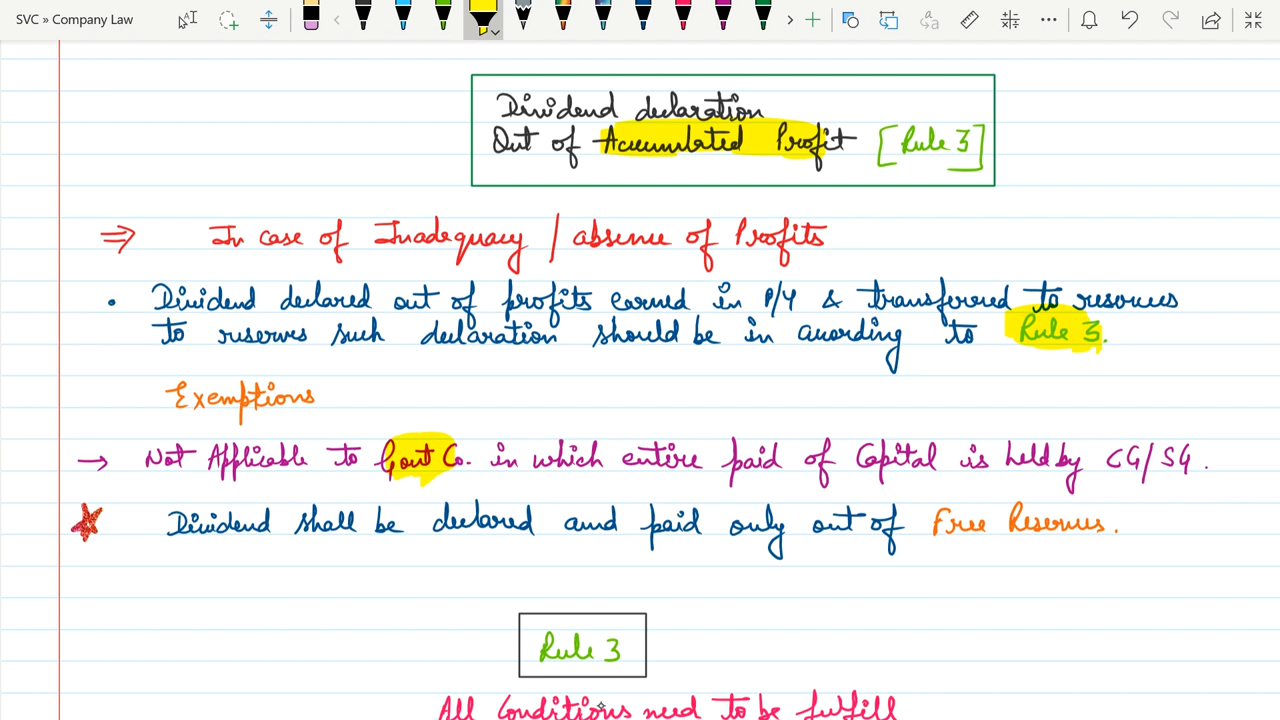 SVC » Company Law
Dividend declaration
Out of Accumulated Profit [Rule 3]
⇒ In case of Inadequacy / absence of Profits
• Dividend declared out of profits earned in P/Y & transferred to reserves
to reserves such declaration should be in according to Rule 3.
Exemptions
→ Not Applicable to Govt Co. in which entire paid of Capital is held by CG/SG.
Dividend shall be declared and paid only out of Free Reserves.
Rule 3
All Conditions need to be fulfill